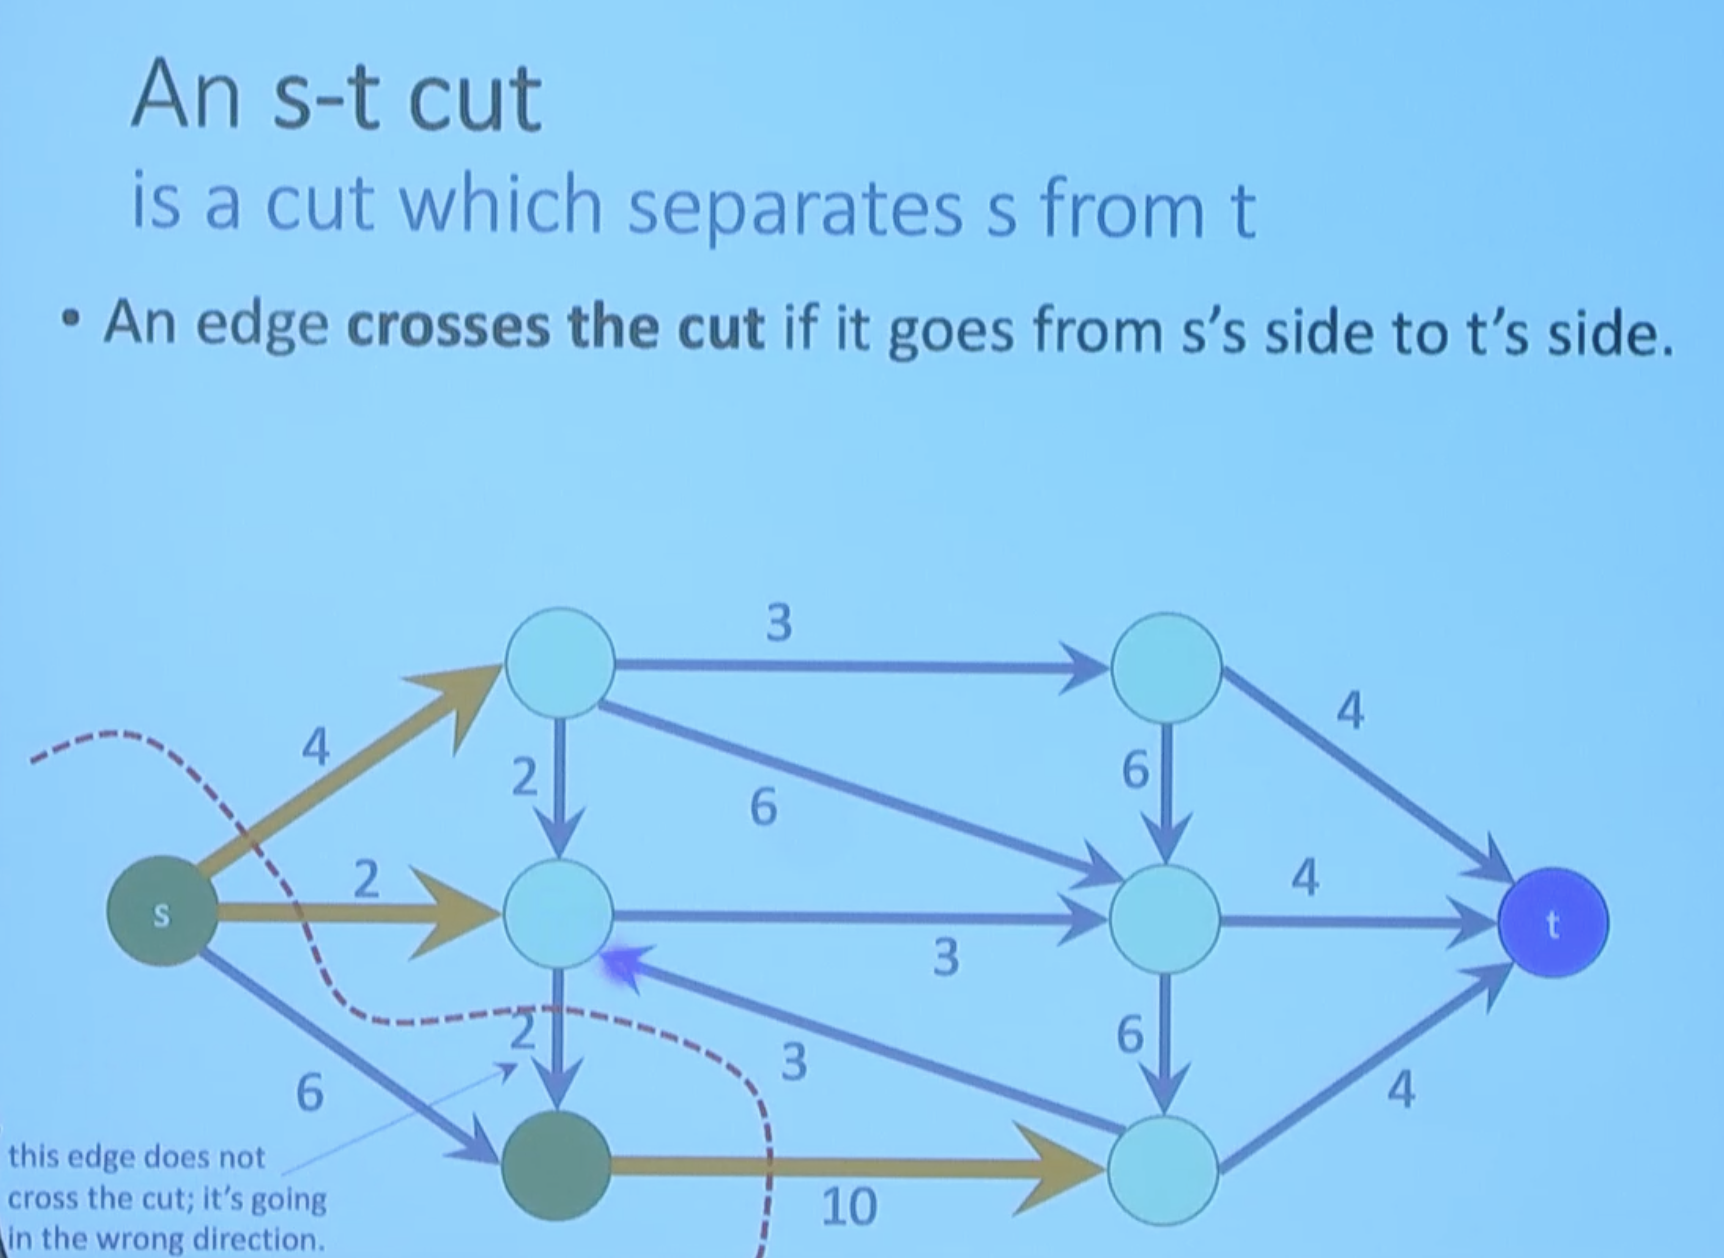 An s-t cut
is a cut which separates s from t
• An edge crosses the cut if it goes from s's side to t's side.
3
4
4
2
6
6
2
4
s
t
3
2
3
6
6
4
this edge does not
cross the cut; it's going
in the wrong direction.
10